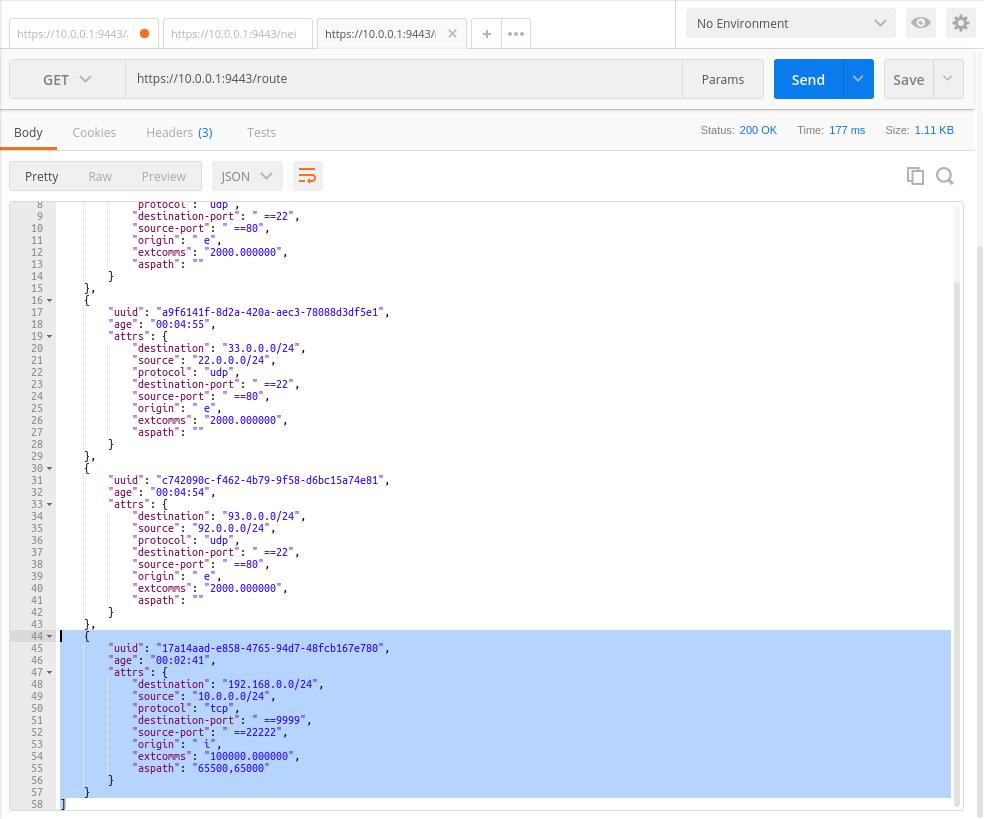 https://10.0.0.1:9443/.
https://10.0.0.1:9443/nei
https://10.0.0.1:9443/
No Environment
GET
https://10.0.0.1:9443/route
Params
Send
Save
Body
Cookies
Headers (3)
Tests
Status: 200 OK
Time: 177 ms
Size: 1.11 KB
Pretty
Raw
Preview
JSON
8 "protocol": "udp",
9 "destination-port": " ==22",
10 "source-port": " ==80",
11 "origin": " e",
12 "extcomms": "2000.000000",
13 "aspath": ""
14 }
15 },
16 {
17 "uuid": "a9f6141f-8d2a-420a-aec3-78088d3df5e1",
18 "age": "00:04:55",
19 "attrs": {
20 "destination": "33.0.0.0/24",
21 "source": "22.0.0.0/24",
22 "protocol": "udp",
23 "destination-port": " ==22",
24 "source-port": " ==80",
25 "origin": " e",
26 "extcomms": "2000.000000",
27 "aspath": ""
28 }
29 },
30 {
31 "uuid": "c742090c-f462-4b79-9f58-d6bc15a74e81",
32 "age": "00:04:54",
33 "attrs": {
34 "destination": "93.0.0.0/24",
35 "source": "92.0.0.0/24",
36 "protocol": "udp",
37 "destination-port": " ==22",
38 "source-port": " ==80",
39 "origin": " e",
40 "extcomms": "2000.000000",
41 "aspath": ""
42 }
43 },
44 {
45 "uuid": "17a14aad-e858-4765-94d7-48fcb167e780",
46 "age": "00:02:41",
47 "attrs": {
48 "destination": "192.168.0.0/24",
49 "source": "10.0.0.0/24",
50 "protocol": "tcp",
51 "destination-port": " ==9999",
52 "source-port": " ==22222",
53 "origin": " i",
54 "extcomms": "100000.000000",
55 "aspath": "65500,65000"
56 }
57 }
58 ]